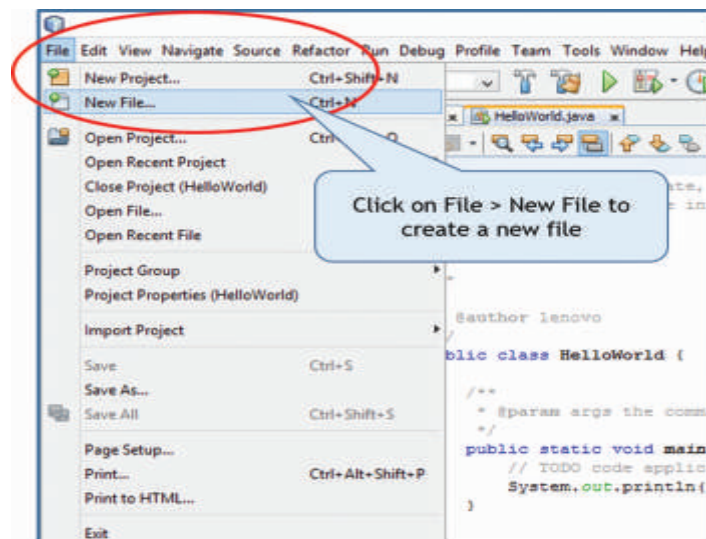 File Edit View Navigate Source Refactor Run Debug Profile Team Tools Window Help
New Project... Ctrl+Shift+N
New File... Ctrl+N
HelloWorld.java
Open Project...
Open Recent Project
Close Project (HelloWorld)
Open File...
Open Recent File
Click on File > New File to
create a new file
Project Group
Project Properties (HelloWorld)
Import Project
Save Ctrl+S
Save As...
Save All Ctrl+Shift+S
Page Setup...
Print... Ctrl+Alt+Shift+P
Print to HTML...
Exit
@author lenovo
class HelloWorld {
/**
* @param args the
*/
public static void main
// TODO code
System.out.println(
}